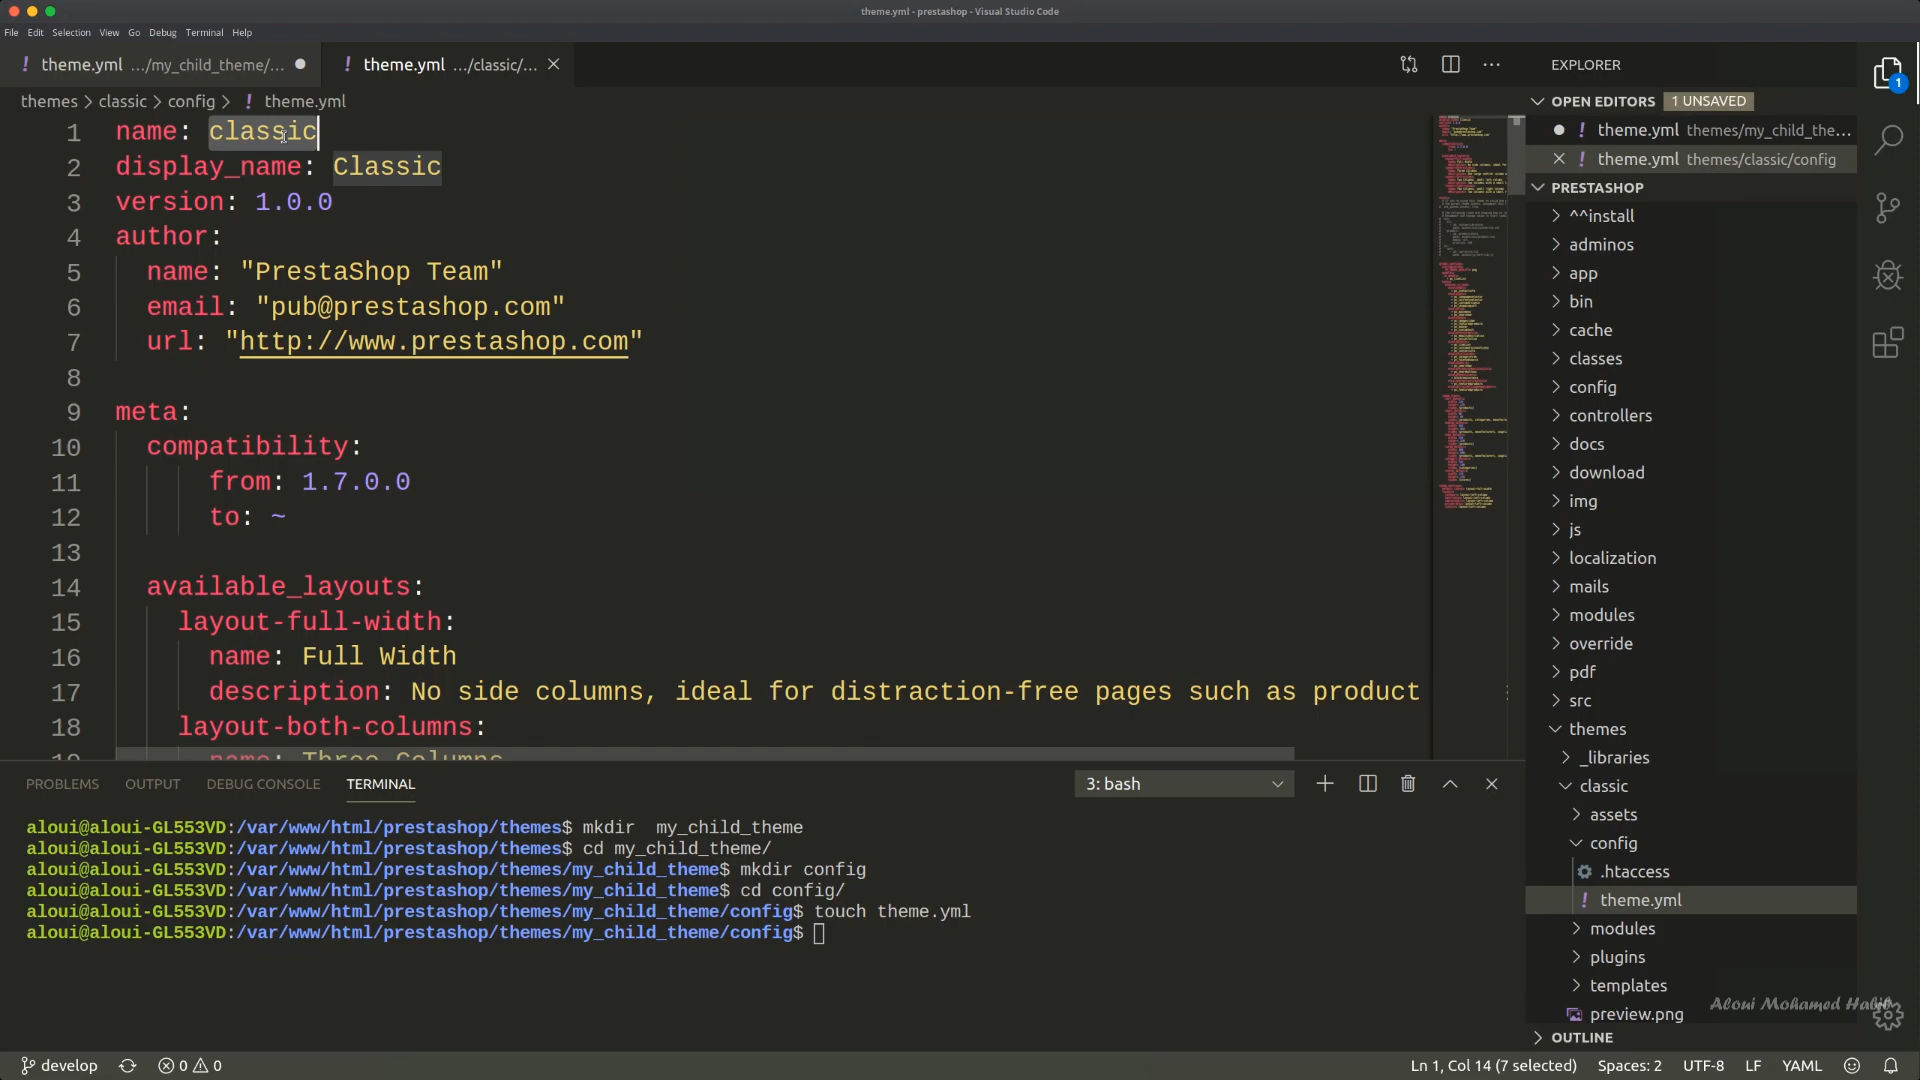 theme.yml - prestashop - Visual Studio Code
File Edit Selection View Go Debug Terminal Help
! theme.yml .../my_child_theme/... ● ! theme.yml .../classic/...
themes > classic > config > ! theme.yml
1 name: classic
2 display_name: Classic
3 version: 1.0.0
4 author:
5 name: "PrestaShop Team"
6 email: "pub@prestashop.com"
7 url: "http://www.prestashop.com"
8
9 meta:
10 compatibility:
11 from: 1.7.0.0
12 to: ~
13
14 available_layouts:
15 layout-full-width:
16 name: Full Width
17 description: No side columns, ideal for distraction-free pages such as product
18 layout-both-columns:
19 name: Three Columns
PROBLEMS OUTPUT DEBUG CONSOLE TERMINAL 3: bash
aloui@aloui-GL553VD:/var/www/html/prestashop/themes$ mkdir  my_child_theme
aloui@aloui-GL553VD:/var/www/html/prestashop/themes$ cd my_child_theme/
aloui@aloui-GL553VD:/var/www/html/prestashop/themes/my_child_theme$ mkdir config
aloui@aloui-GL553VD:/var/www/html/prestashop/themes/my_child_theme$ cd config/
aloui@aloui-GL553VD:/var/www/html/prestashop/themes/my_child_theme/config$ touch theme.yml
aloui@aloui-GL553VD:/var/www/html/prestashop/themes/my_child_theme/config$
EXPLORER
1
OPEN EDITORS 1 UNSAVED
! theme.yml themes/my_child_the...
! theme.yml themes/classic/config
PRESTASHOP
^^install
adminos
app
bin
cache
classes
config
controllers
docs
download
img
js
localization
mails
modules
override
pdf
src
themes
_libraries
classic
assets
config
.htaccess
! theme.yml
modules
plugins
templates
Aloui Mohamed Habib
preview.png
OUTLINE
develop 0 0 Ln 1, Col 14 (7 selected) Spaces: 2 UTF-8 LF YAML